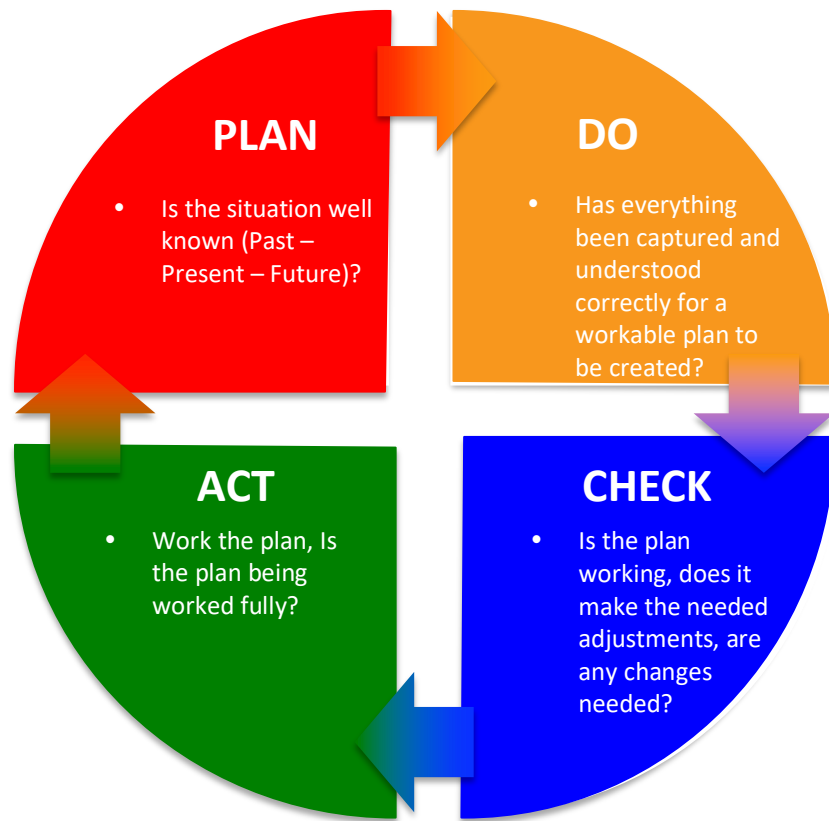 PLAN
• Is the situation well
known (Past –
Present – Future)?
DO
• Has everything
been captured and
understood
correctly for a
workable plan to
be created?
CHECK
• Is the plan
working, does it
make the needed
adjustments, are
any changes
needed?
ACT
• Work the plan, Is
the plan being
worked fully?